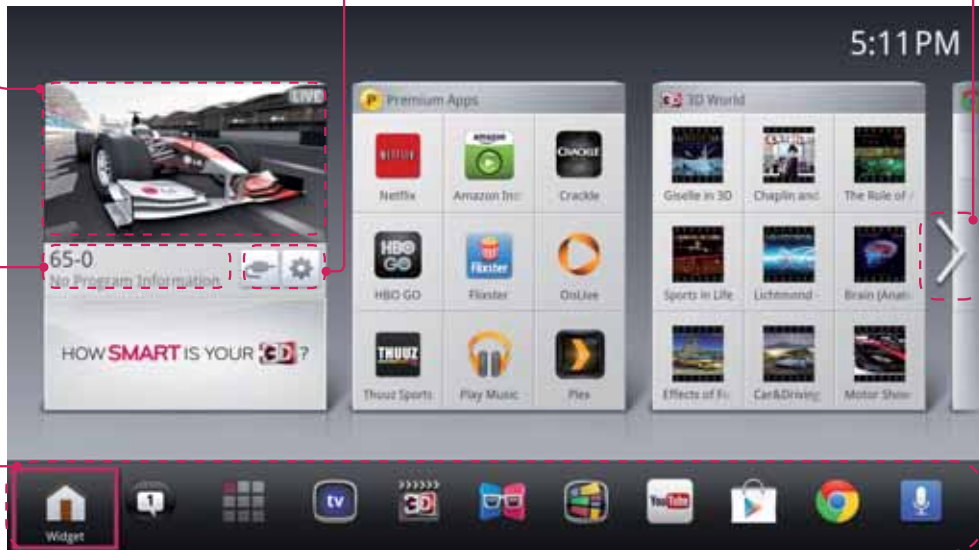 5:11PM
LIVE
65-0
No Program Information
HOW SMART IS YOUR 3D ?
P Premium Apps
NETFLIX
amazon
CRACKLE
Netflix
Amazon Ins
Crackle
HBO
GO
Flixster
HBO GO
Flixster
OnLive
THUUZ
Thuuz Sports
Play Music
Plex
3D 3D World
Giselle in 3D
Chaplin and
The Role of
Sports in Life
Lichtmond
Brain (Anat
Effects of Fu
Car&Driving
Motor Show
1
tv
3D
YouTube
Widget